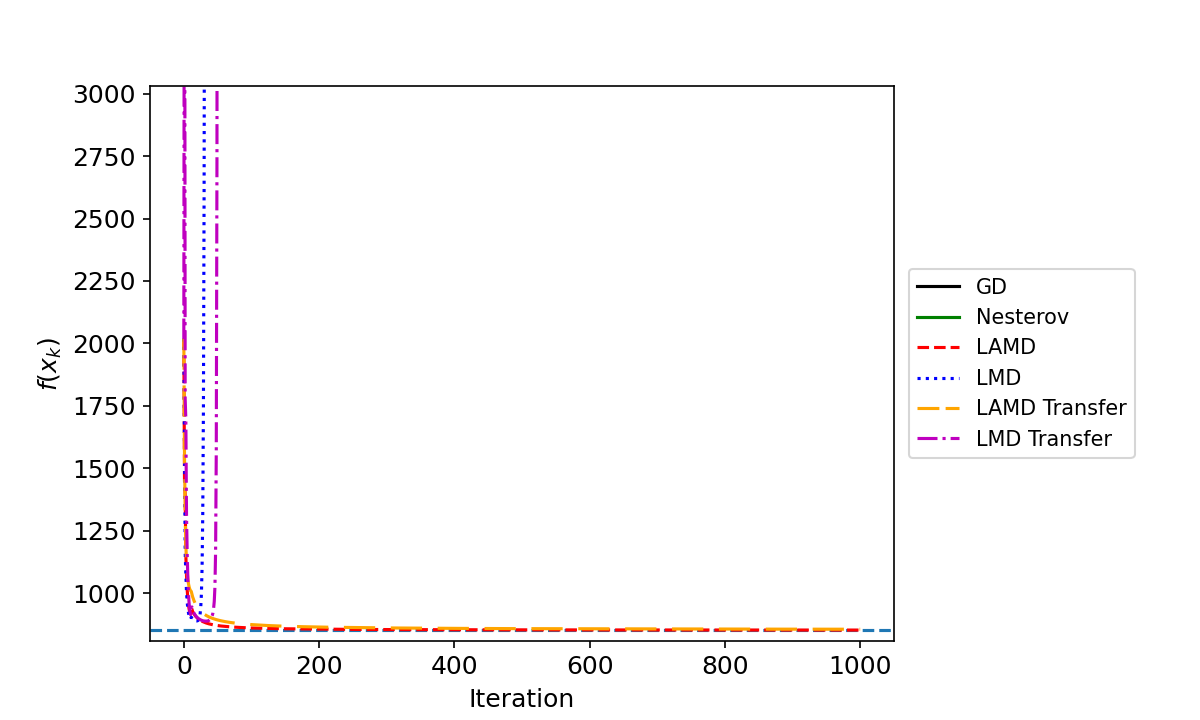 3000
2750
2500
2250
2000
1750
1500
1250
1000
f(x_k)
0 200 400 600 800 1000
Iteration
GD
Nesterov
LAMD
LMD
LAMD Transfer
LMD Transfer